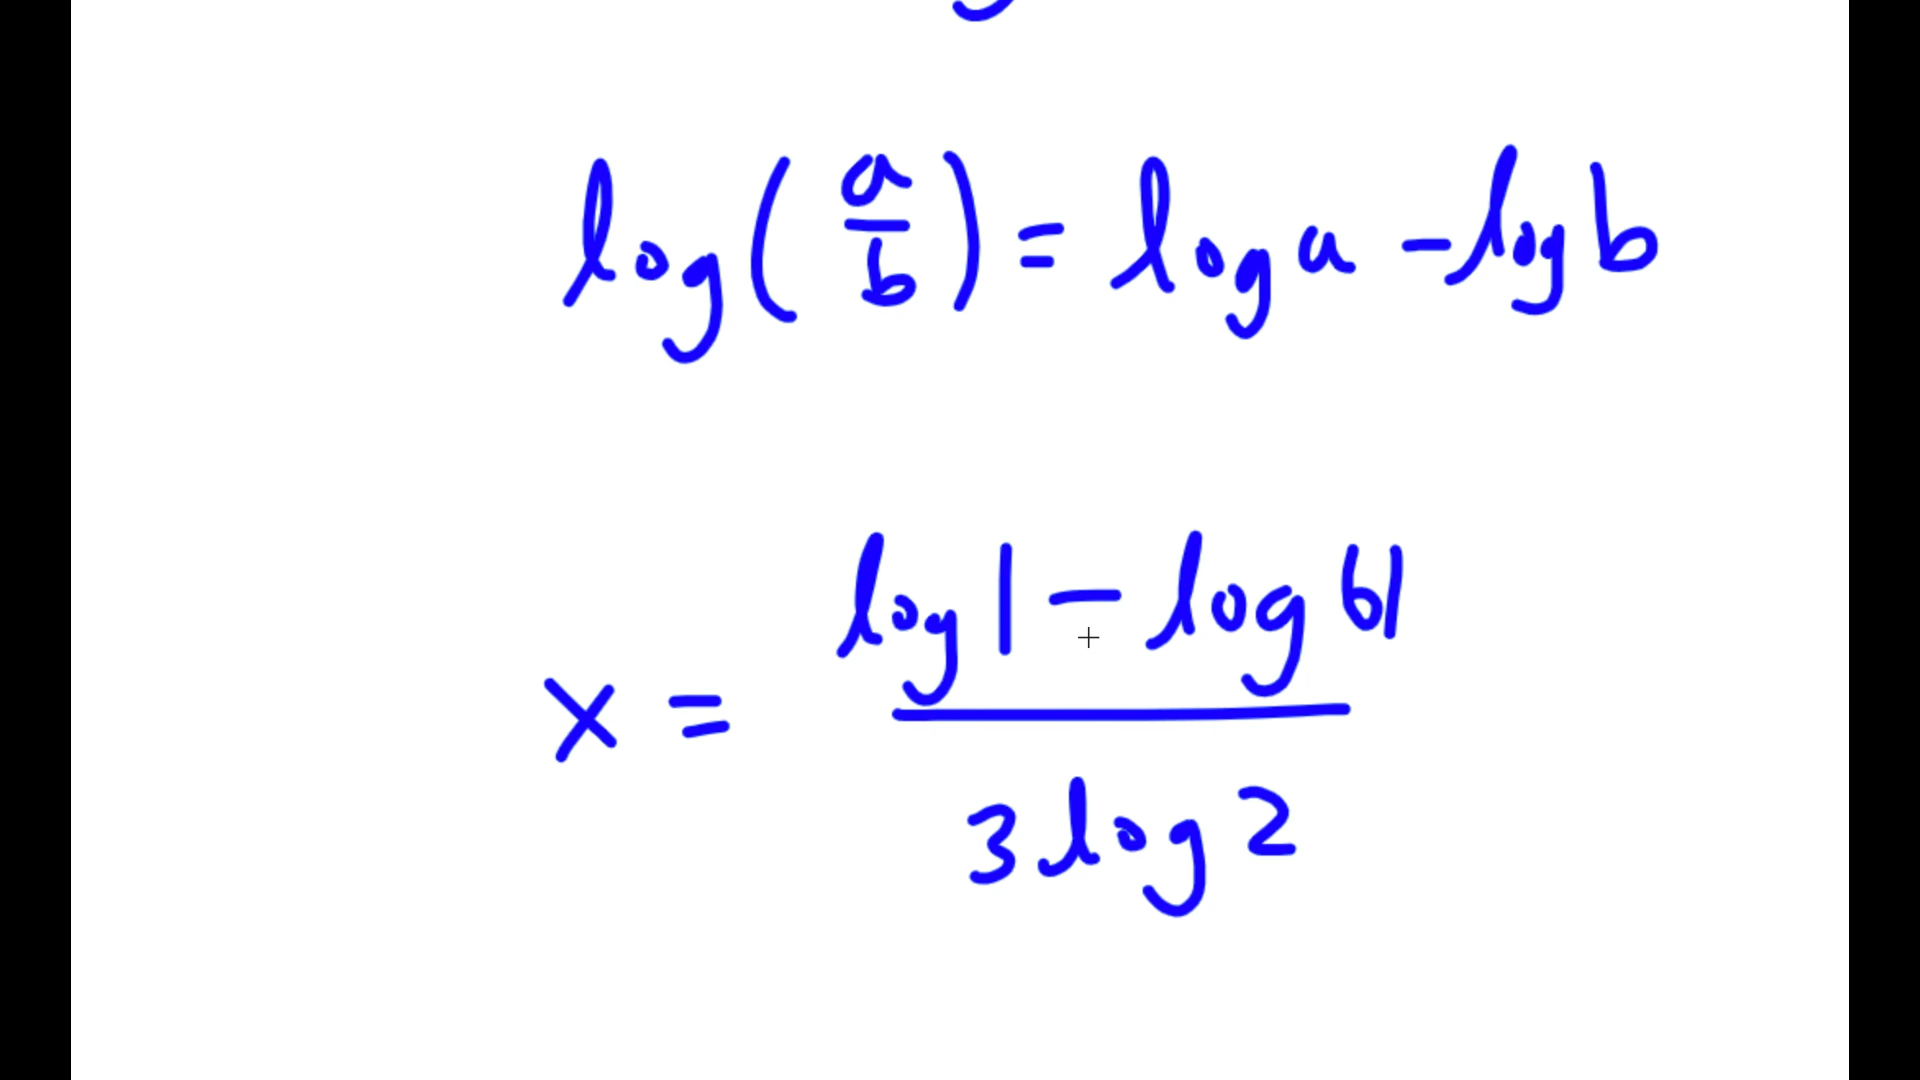 log(a/b) = log a - log b
x = (log 1 - log 61)/(3 log 2)